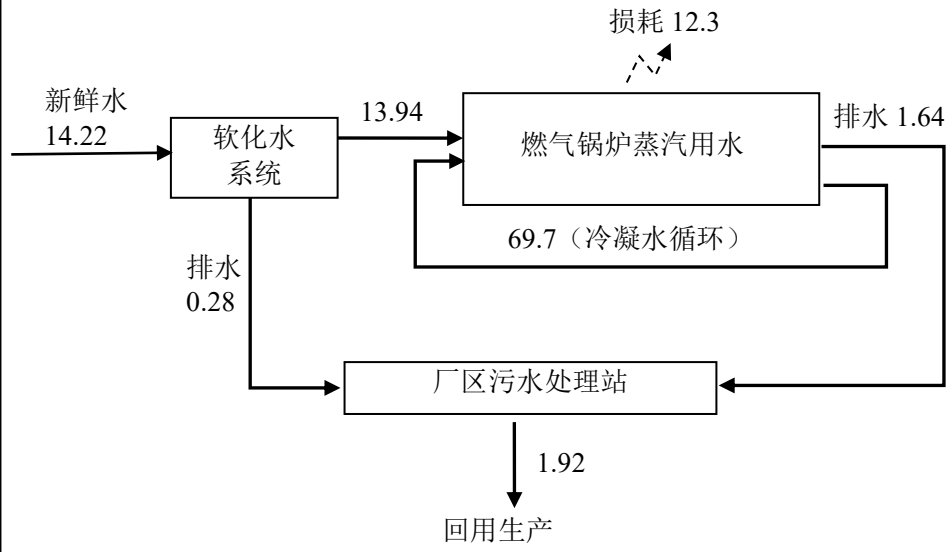 损耗 12.3
新鲜水
14.22
软化水
系统
13.94
燃气锅炉蒸汽用水
排水 1.64
69.7（冷凝水循环）
排水
0.28
厂区污水处理站
1.92
回用生产